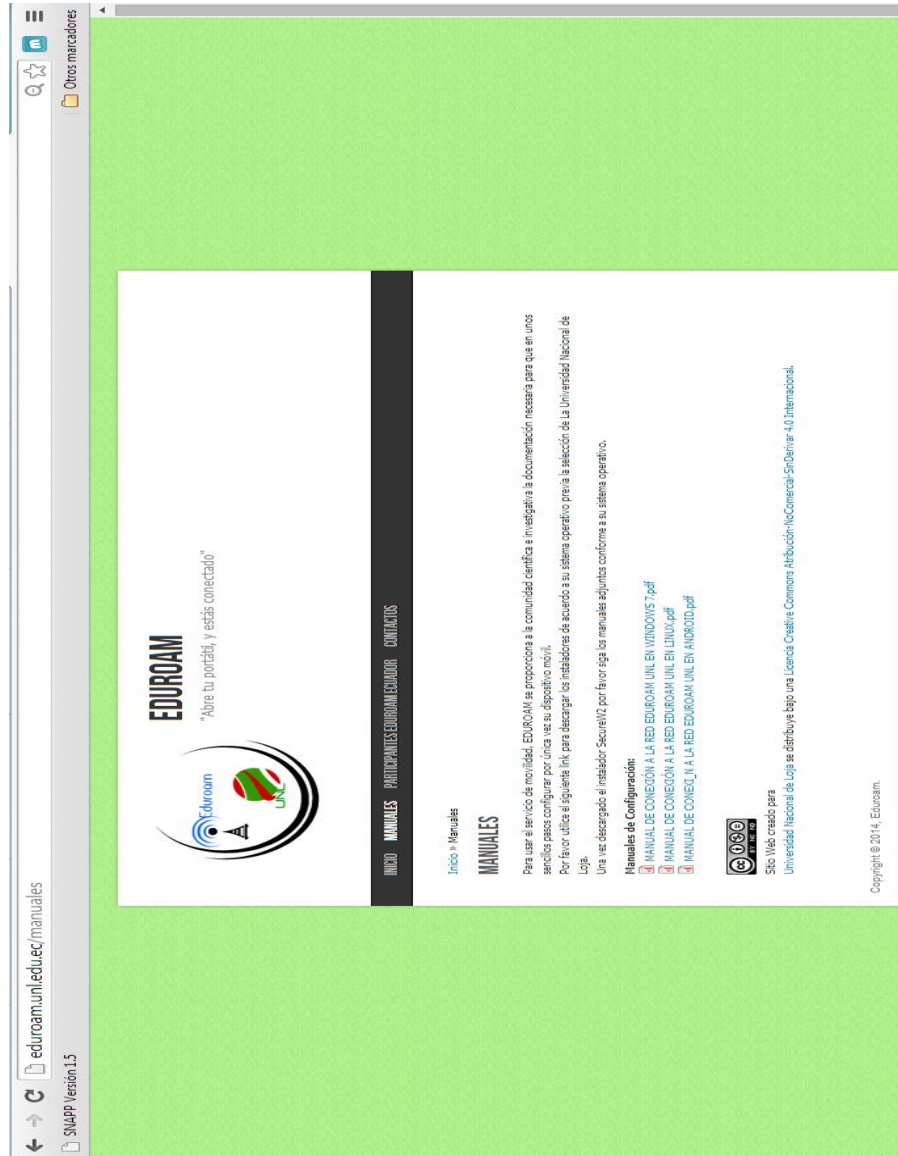 eduroam.unl.edu.ec/manuales
SNAPP Versión 1.5
Otros marcadores
Eduroam
UNL
EDUROAM
"Abre tu portátil, y estás conectado"
INICIO MANUALES PARTICIPANTES EDUROAM ECUADOR CONTACTOS
Inicio » Manuales
MANUALES
Para usar el servicio de movilidad, EDUROAM se proporciona a la comunidad científica e investigativa la documentación necesaria para que en unos
sencillos pasos configurar por única vez su dispositivo móvil.
Por favor utilice el siguiente link para descargar los instaladores de acuerdo a su sistema operativo previa la selección de La Universidad Nacional de
Loja.
Una vez descargado el instalador SecureW2 por favor siga los manuales adjuntos conforme a su sistema operativo.
Manuales de Configuración:
MANUAL DE CONEXIÓN A LA RED EDUROAM UNL EN WINDOWS 7.pdf
MANUAL DE CONEXIÓN A LA RED EDUROAM UNL EN LINUX.pdf
MANUAL DE CONEXI_N A LA RED EDUROAM UNL EN ANDROID.pdf
cc
BY NC ND
Sitio Web creado para
Universidad Nacional de Loja se distribuye bajo una Licencia Creative Commons Atribución-NoComercial-SinDerivar 4.0 Internacional.
Copyright © 2014, Eduroam.